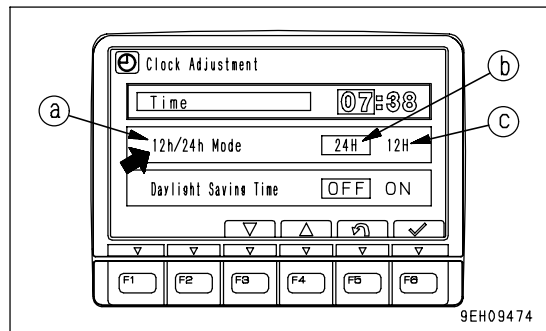 Clock Adjustment
Time 07:38
a
b
c
12h/24h Mode 24H 12H
Daylight Saving Time OFF ON
F1 F2 F3 F4 F5 F6
9EH09474